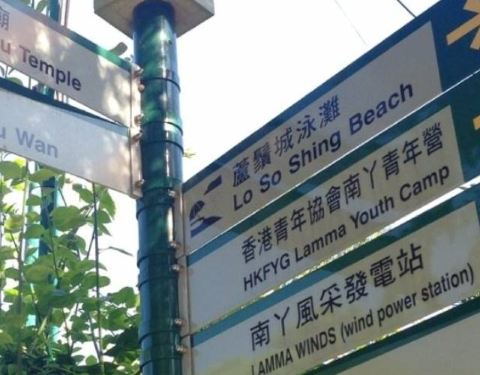 廟
u Temple
u Wan
蘆鬚城泳灘
Lo So Shing Beach
香港青年協會南丫青年營
HKFYG Lamma Youth Camp
南丫風采發電站
LAMMA WINDS (wind power station)